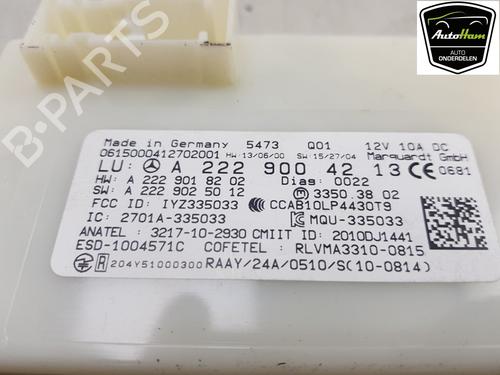 AutoHam
AUTO
ONDERDELEN
B-PARTS
Made in Germany 5473 Q01 12V 10A DC
0615000412702001 HW:13/06/00 SW:15/27/04 Marquardt GmbH
LU: A 222 900 42 13 CE 0681
HW: A 222 901 82 02 Diag: 0022
SW: A 222 902 50 12 3350.38 02
FCC ID: IYZ335033 CCAB10LP4430T9
IC: 2701A-335033 MQU-335033
ANATEL : 3217-10-2930 CMIIT ID: 2010DJ1441
ESD-1004571C COFETEL : RLVMA3310-0815
R 204Y51000300 RAAY/24A/0510/S(10-0814)